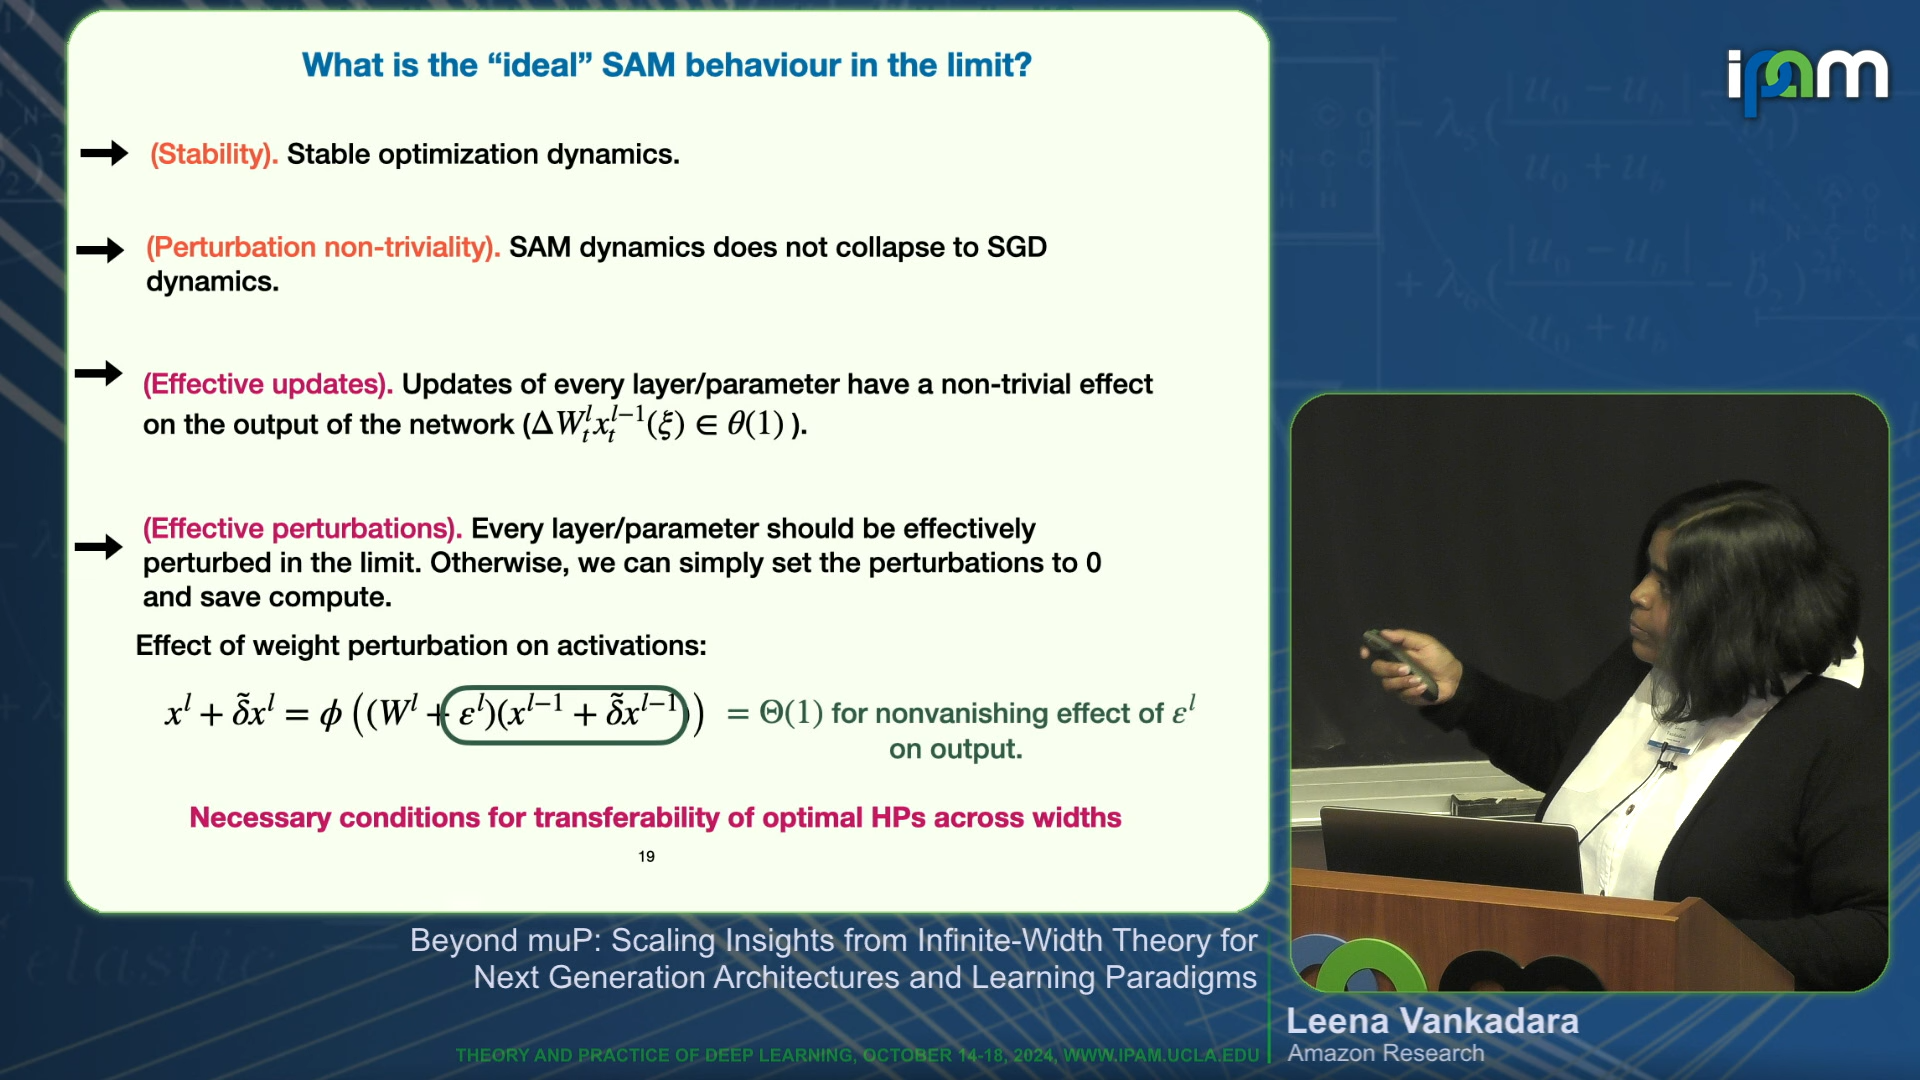 What is the “ideal” SAM behaviour in the limit?
(Stability). Stable optimization dynamics.
(Perturbation non-triviality). SAM dynamics does not collapse to SGD
dynamics.
(Effective updates). Updates of every layer/parameter have a non-trivial effect
on the output of the network (ΔW_t^l x_t^{l−1}(ξ) ∈ θ(1) ).
(Effective perturbations). Every layer/parameter should be effectively
perturbed in the limit. Otherwise, we can simply set the perturbations to 0
and save compute.
Effect of weight perturbation on activations:
x^l + δ̃x^l = ϕ ((W^l + ε^l)(x^{l−1} + δ̃x^{l−1})) = Θ(1) for nonvanishing effect of ε^l
on output.
Necessary conditions for transferability of optimal HPs across widths
19
ipam
Beyond muP: Scaling Insights from Infinite-Width Theory for
Next Generation Architectures and Learning Paradigms
Leena Vankadara
Amazon Research
THEORY AND PRACTICE OF DEEP LEARNING, OCTOBER 14-18, 2024, WWW.IPAM.UCLA.EDU